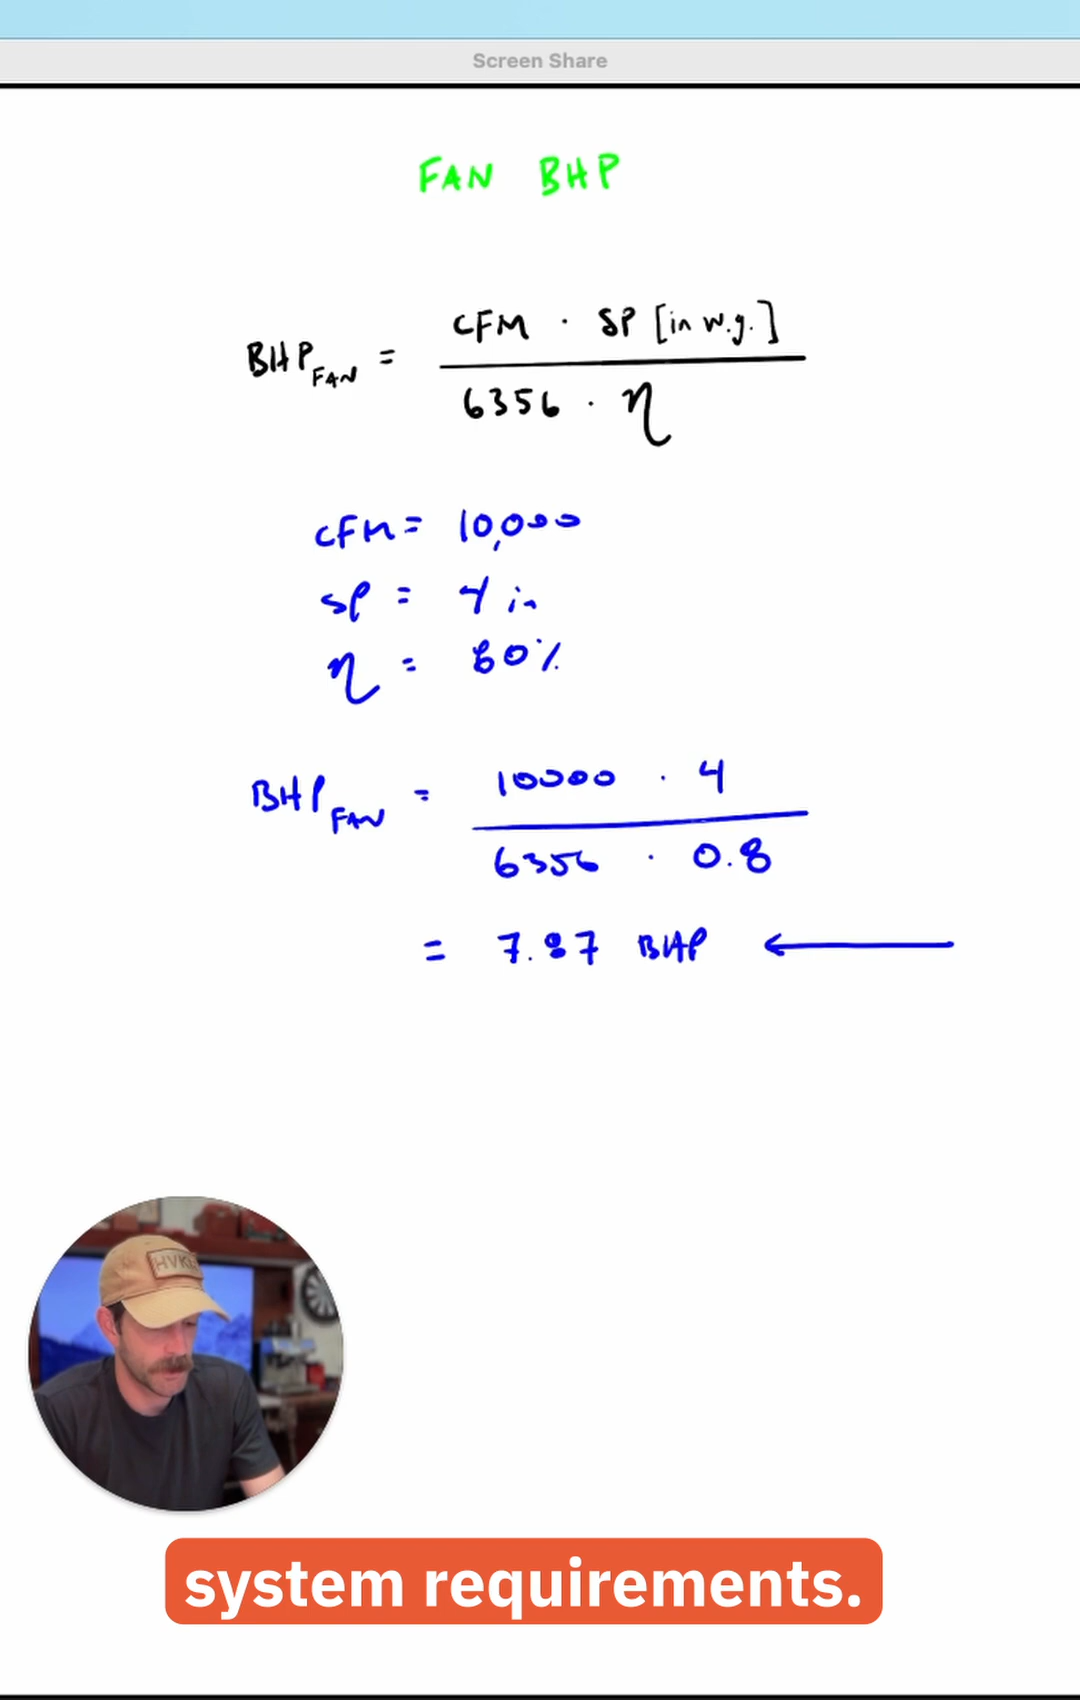 Screen Share
FAN BHP
BHP FAN = CFM · SP [in w.g.] / 6356 · η
CFM = 10,000
SP = 4 in
η = 80%
BHP FAN = 10000 · 4 / 6356 · 0.8
= 7.87 BHP ←
system requirements.